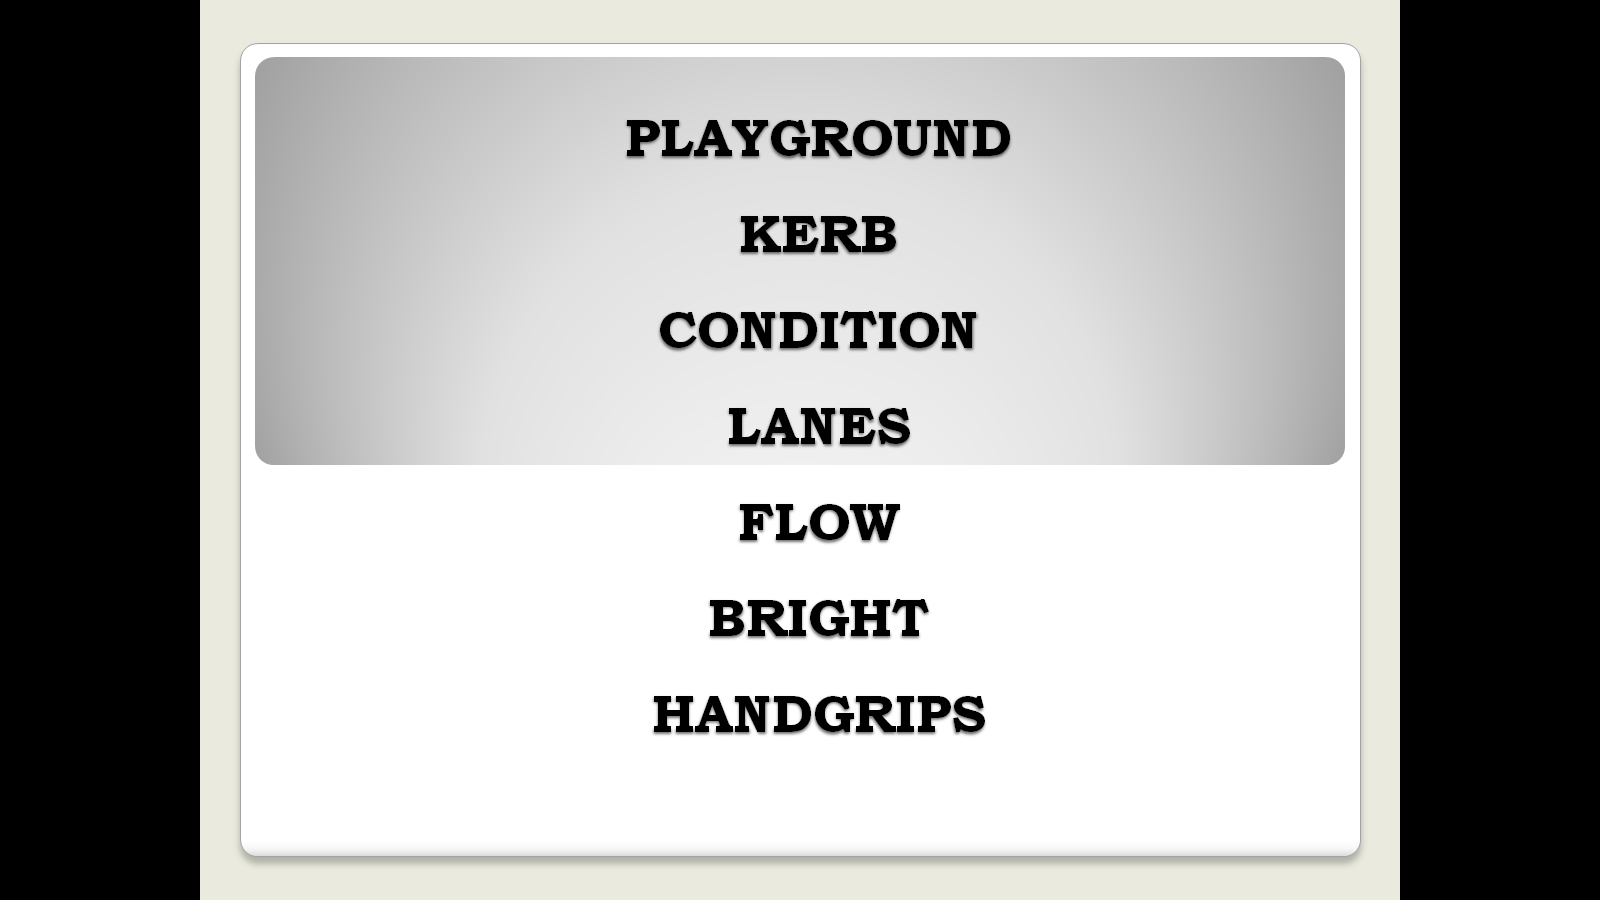 PLAYGROUND
KERB
CONDITION
LANES
FLOW
BRIGHT
HANDGRIPS